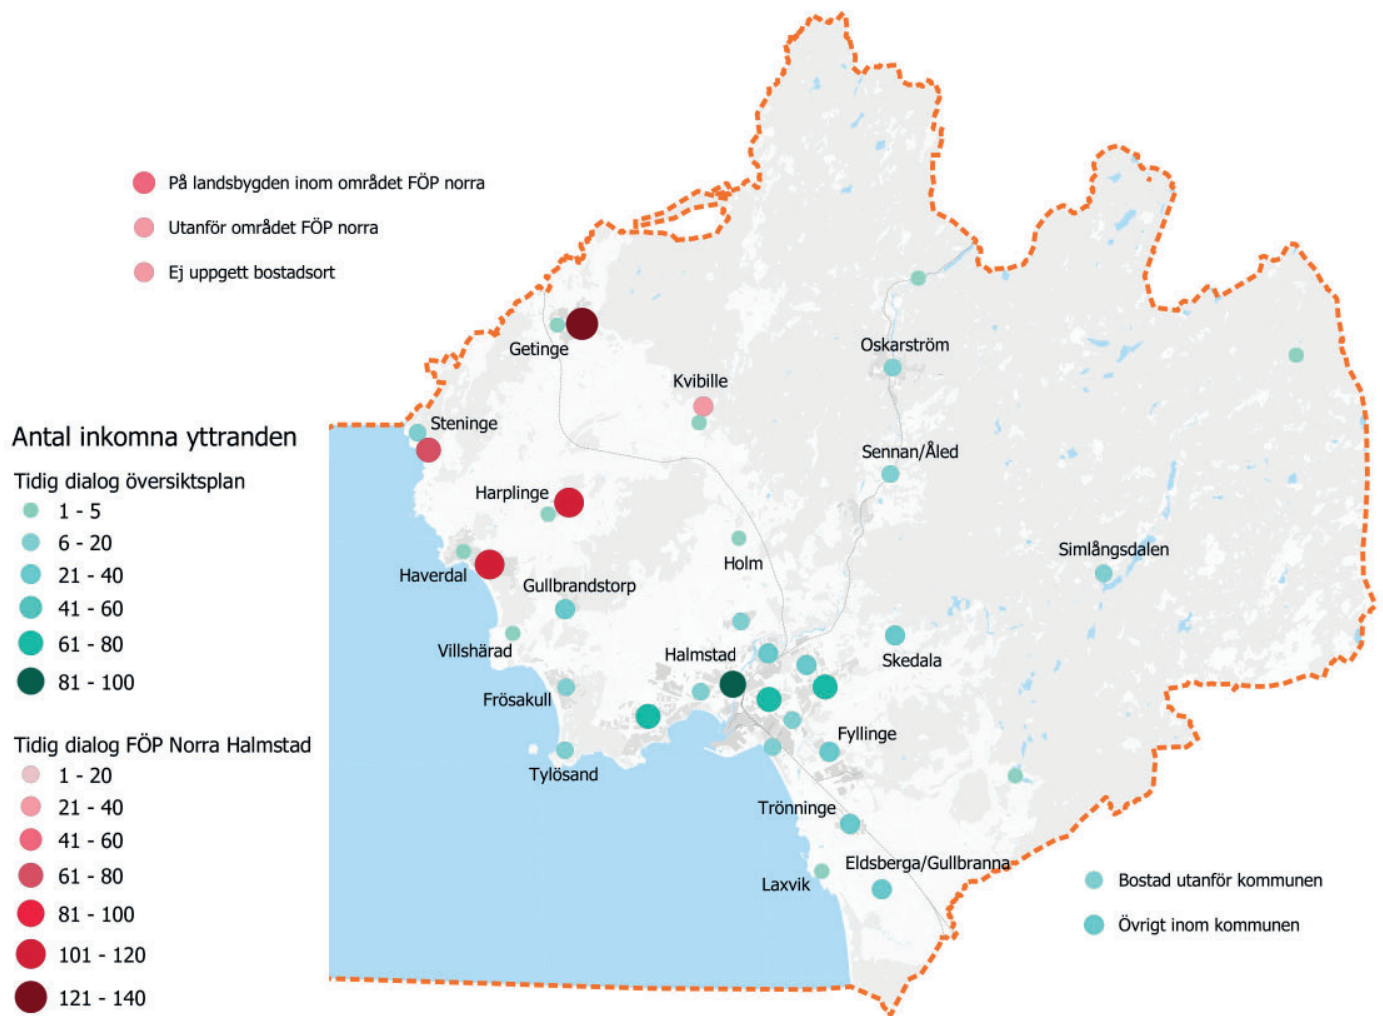 På landsbygden inom området FÖP norra
Utanför området FÖP norra
Ej uppgett bostadsort
Antal inkomna yttranden
Tidig dialog översiktsplan
1 - 5
6 - 20
21 - 40
41 - 60
61 - 80
81 - 100
Tidig dialog FÖP Norra Halmstad
1 - 20
21 - 40
41 - 60
61 - 80
81 - 100
101 - 120
121 - 140
Getinge
Oskarström
Kvibille
Steninge
Sennan/Åled
Harplinge
Simlångsdalen
Holm
Haverdal
Gullbrandstorp
Villshärad
Halmstad
Skedala
Frösakull
Fyllinge
Tylösand
Trönninge
Eldsberga/Gullbranna
Laxvik
Bostad utanför kommunen
Övrigt inom kommunen